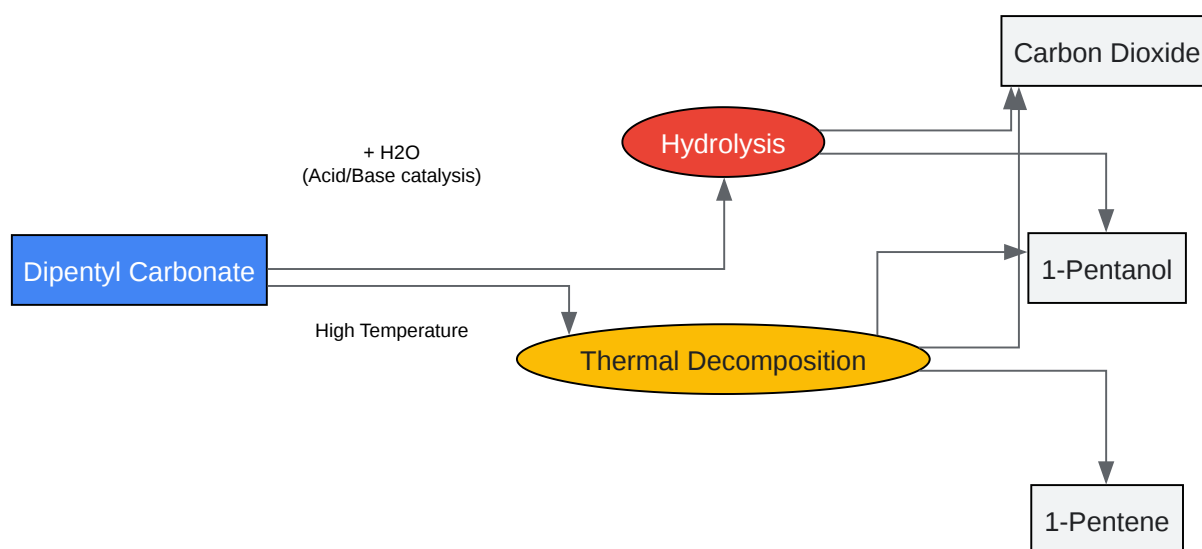 Carbon Dioxide
Hydrolysis
+ H2O
(Acid/Base catalysis)
Dipentyl Carbonate
1-Pentanol
High Temperature
Thermal Decomposition
1-Pentene